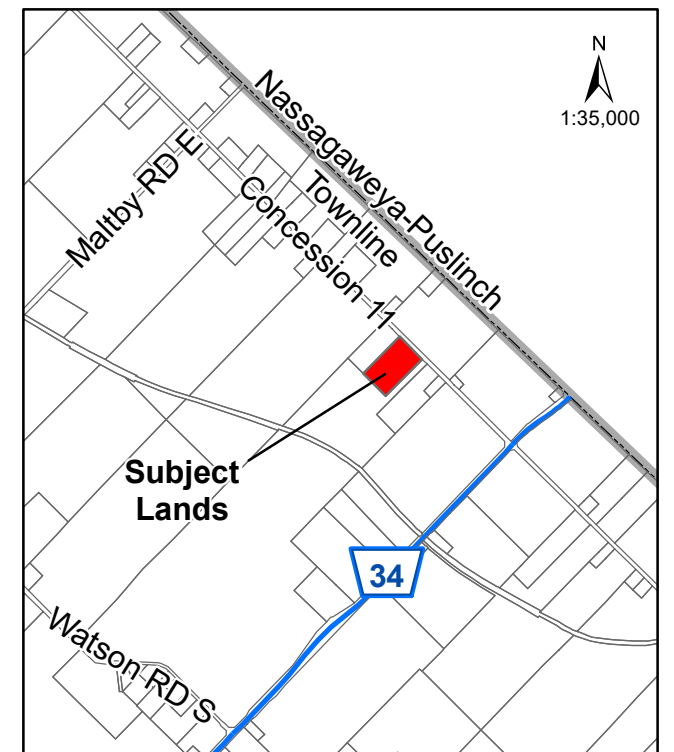 N
1:35,000
Nassagaweya-Puslinch
Townline
Maltby RD E
Concession 11
Subject
Lands
34
Watson RD S